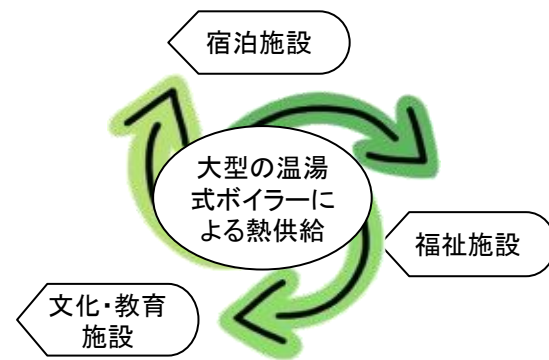 宿泊施設
大型の温湯
式ボイラーに
よる熱供給
福祉施設
文化・教育
施設